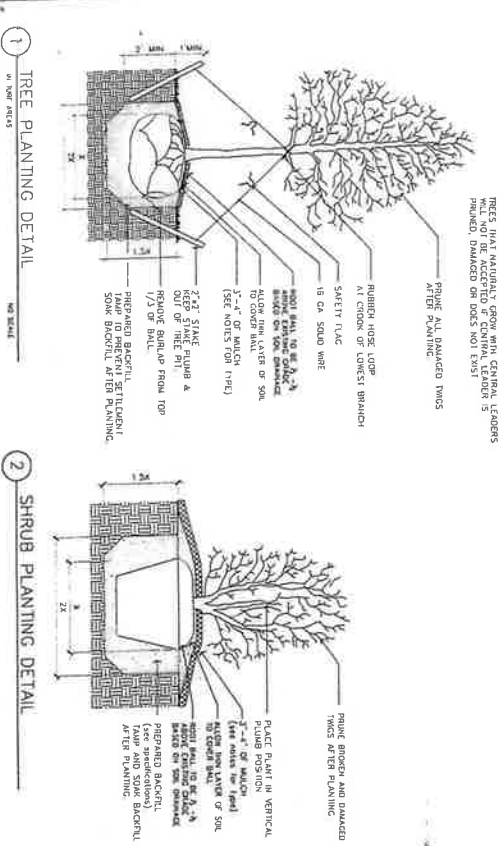 TREES THAT NATURALY GROW WITH CENTRAL LEADERS
WILL NOT BE ACCEPTED IF CENTRAL LEADER IS
PRUNED, DAMAGED OR DOES NOT EXIST
PRUNE ALL DAMAGED TWIGS
AFTER PLANTING
RUBBER HOSE LOOP
AT CROOK OF LOWEST BRANCH
SAFETY FLAG
16 GA SOLID WIRE
ROOT BALL TO BE
ABOVE EXISTING GRADE
BASED ON SOIL DRAINAGE
ALLOW THIN LAYER OF SOIL
TO COVER BALL
3"-4" OF MULCH
(SEE NOTES FOR TYPE)
2"x2" STAKE
KEEP STAKE PLUMB &
OUT OF TREE PIT.
REMOVE BURLAP FROM TOP
1/3 OF BALL.
PREPARED BACKFILL
TAMP TO PREVENT SETTLEMENT
SOAK BACKFILL AFTER PLANTING.
2' MIN
1' MIN
X
2X
1.5X
1 TREE PLANTING DETAIL
IN TURF AREAS
NO SCALE
PRUNE BROKEN AND DAMAGED
TWIGS AFTER PLANTING
PLACE PLANT IN VERTICAL
PLUMB POSITION
3"-4" OF MULCH
(see notes for type)
ALLOW THIN LAYER OF SOIL
TO COVER BALL
ROOT BALL TO BE
ABOVE EXISTING GRADE
BASED ON SOIL DRAINAGE
PREPARED BACKFILL
(see specifications)
TAMP AND SOAK BACKFILL
AFTER PLANTING.
1.5X
X
2X
2 SHRUB PLANTING DETAIL